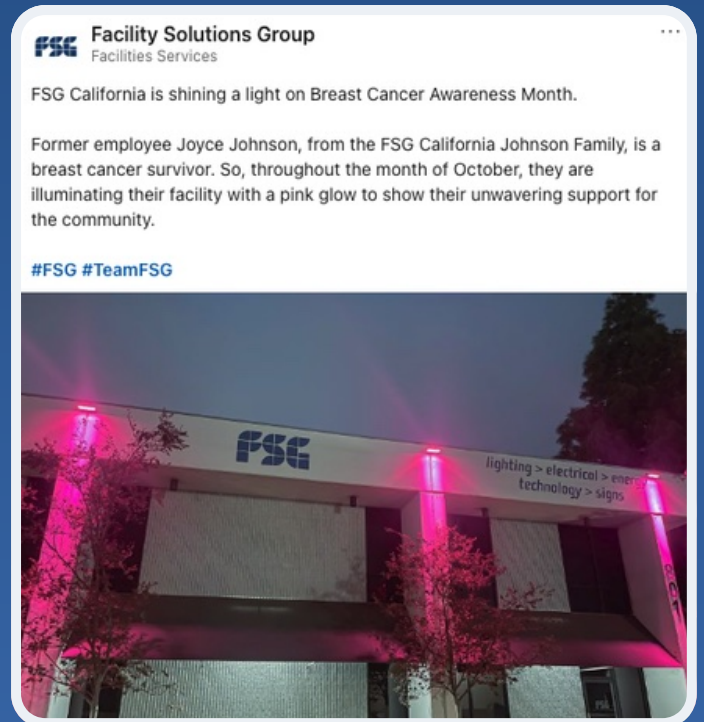 FSG
Facility Solutions Group
Facilities Services
FSG California is shining a light on Breast Cancer Awareness Month.
Former employee Joyce Johnson, from the FSG California Johnson Family, is a
breast cancer survivor. So, throughout the month of October, they are
illuminating their facility with a pink glow to show their unwavering support for
the community.
#FSG #TeamFSG
FSG
lighting > electrical > energy
technology > signs
FSG